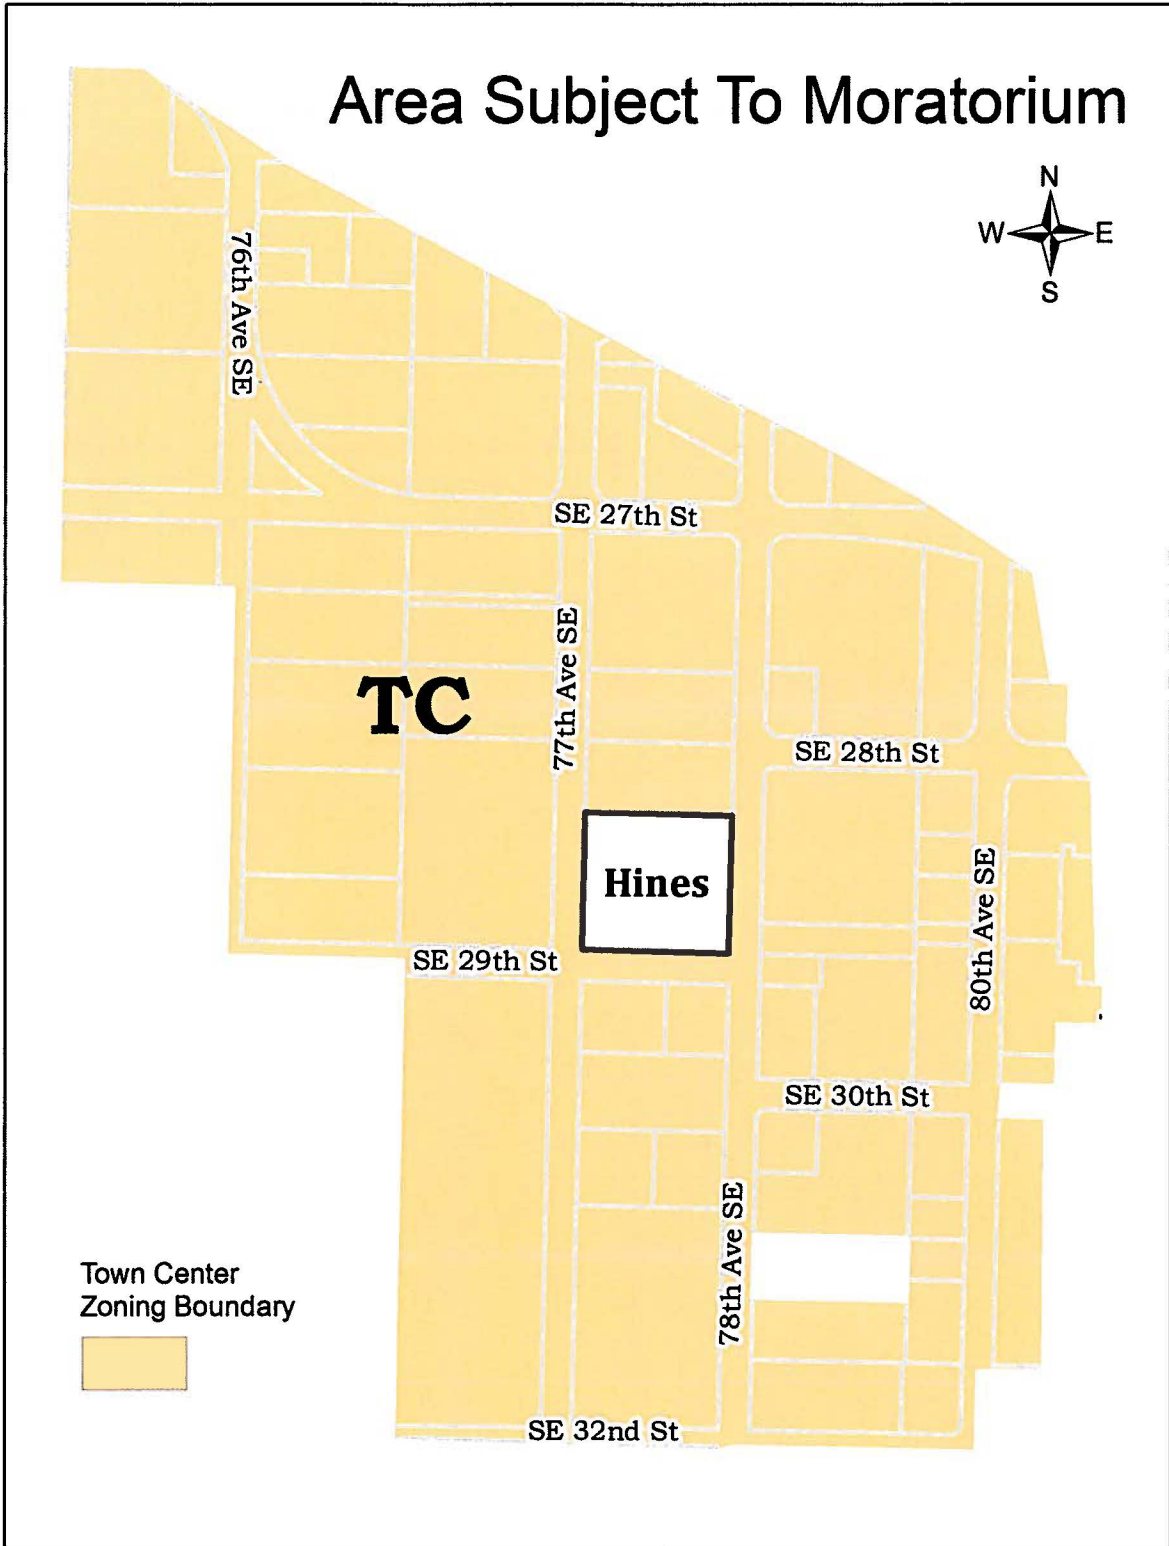 Area Subject To Moratorium
N
W E
S
76th Ave SE
SE 27th St
77th Ave SE
TC
SE 28th St
Hines
80th Ave SE
SE 29th St
SE 30th St
78th Ave SE
Town Center
Zoning Boundary
SE 32nd St